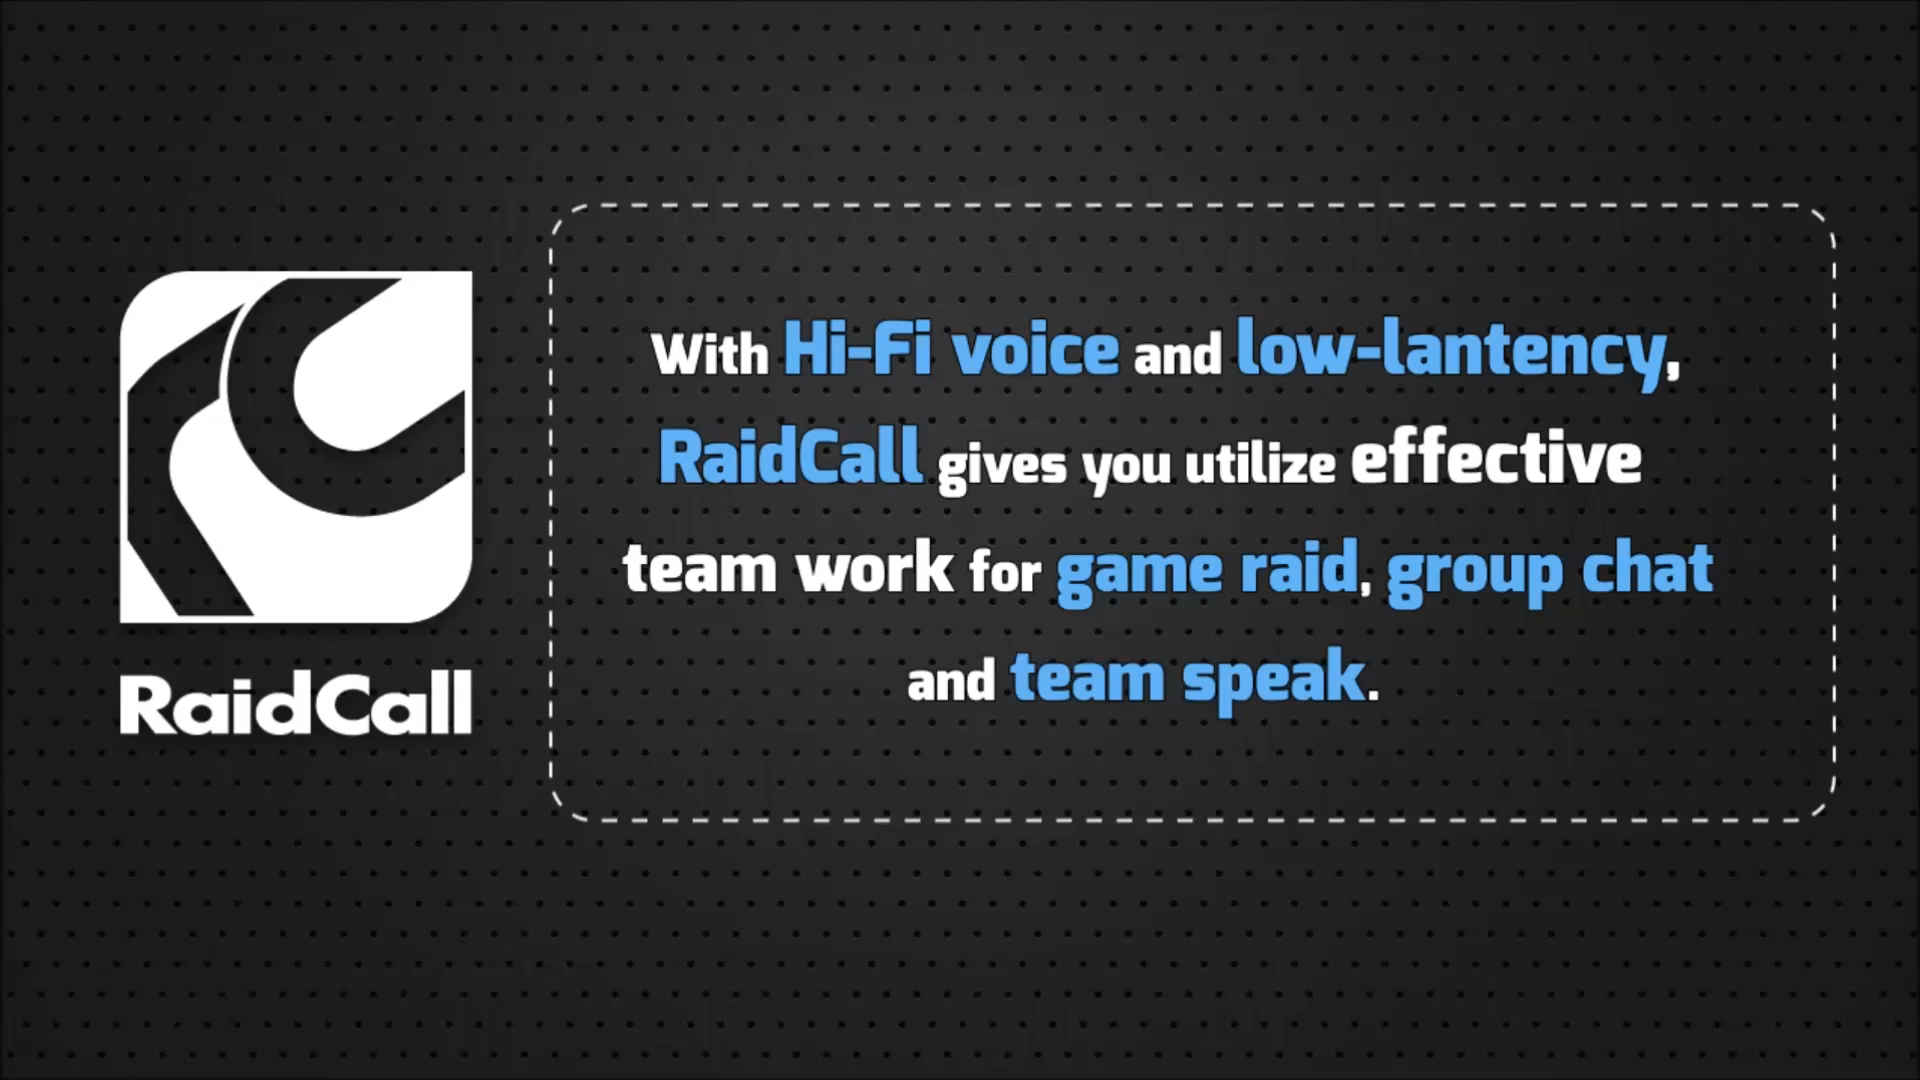 With Hi-Fi voice and low-lantency,
RaidCall gives you utilize effective
team work for game raid, group chat
and team speak.
RaidCall